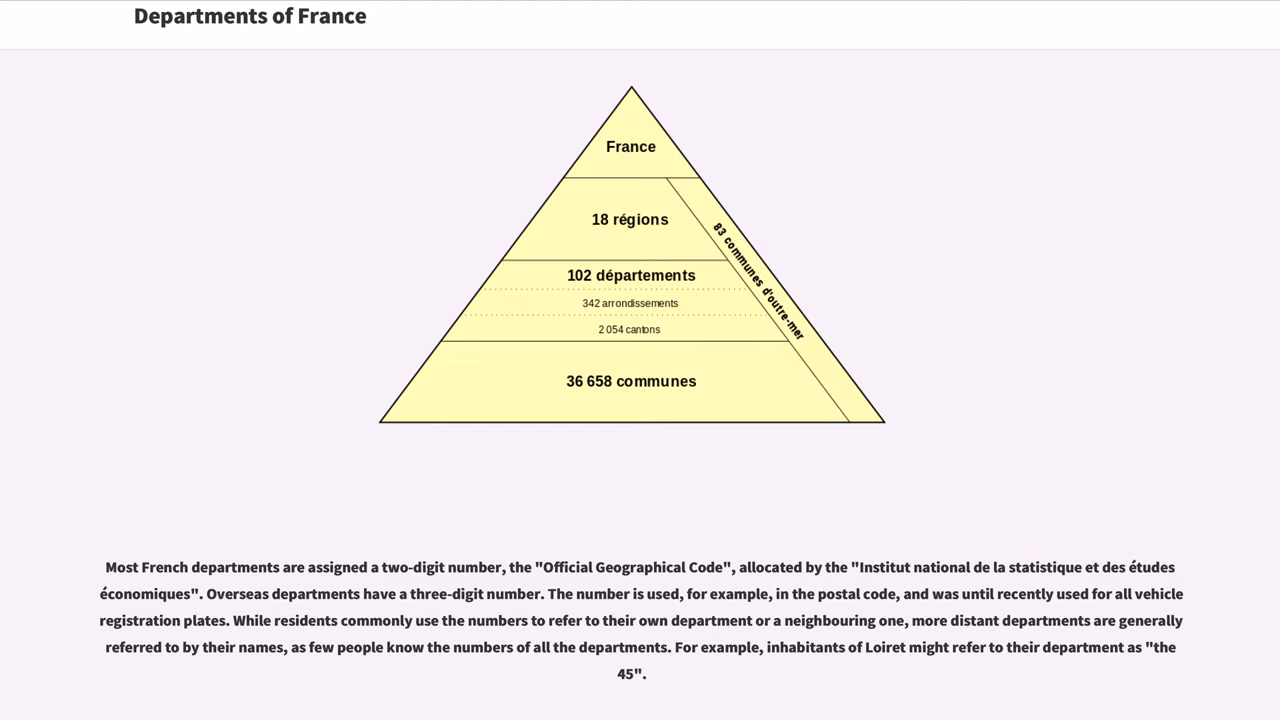 Departments of France
France
18 régions
83 communes d'outre-mer
102 départements
342 arrondissements
2 054 cantons
36 658 communes
Most French departments are assigned a two-digit number, the "Official Geographical Code", allocated by the "Institut national de la statistique et des études
économiques". Overseas departments have a three-digit number. The number is used, for example, in the postal code, and was until recently used for all vehicle
registration plates. While residents commonly use the numbers to refer to their own department or a neighbouring one, more distant departments are generally
referred to by their names, as few people know the numbers of all the departments. For example, inhabitants of Loiret might refer to their department as "the
45".